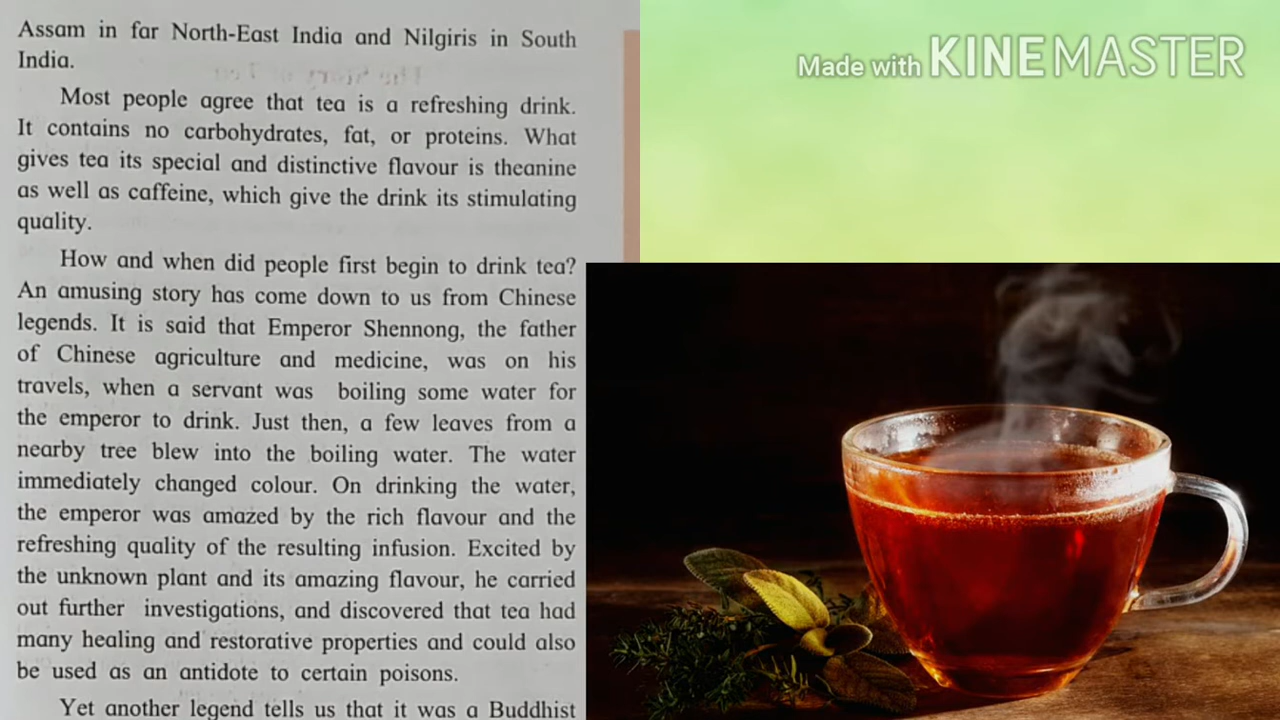 Assam in far North-East India and Nilgiris in South
India.
Most people agree that tea is a refreshing drink.
It contains no carbohydrates, fat, or proteins. What
gives tea its special and distinctive flavour is theanine
as well as caffeine, which give the drink its stimulating
quality.
How and when did people first begin to drink tea?
An amusing story has come down to us from Chinese
legends. It is said that Emperor Shennong, the father
of Chinese agriculture and medicine, was on his
travels, when a servant was boiling some water for
the emperor to drink. Just then, a few leaves from a
nearby tree blew into the boiling water. The water
immediately changed colour. On drinking the water,
the emperor was amazed by the rich flavour and the
refreshing quality of the resulting infusion. Excited by
the unknown plant and its amazing flavour, he carried
out further investigations, and discovered that tea had
many healing and restorative properties and could also
be used as an antidote to certain poisons.
Yet another legend tells us that it was a Buddhist
Made with KINEMASTER